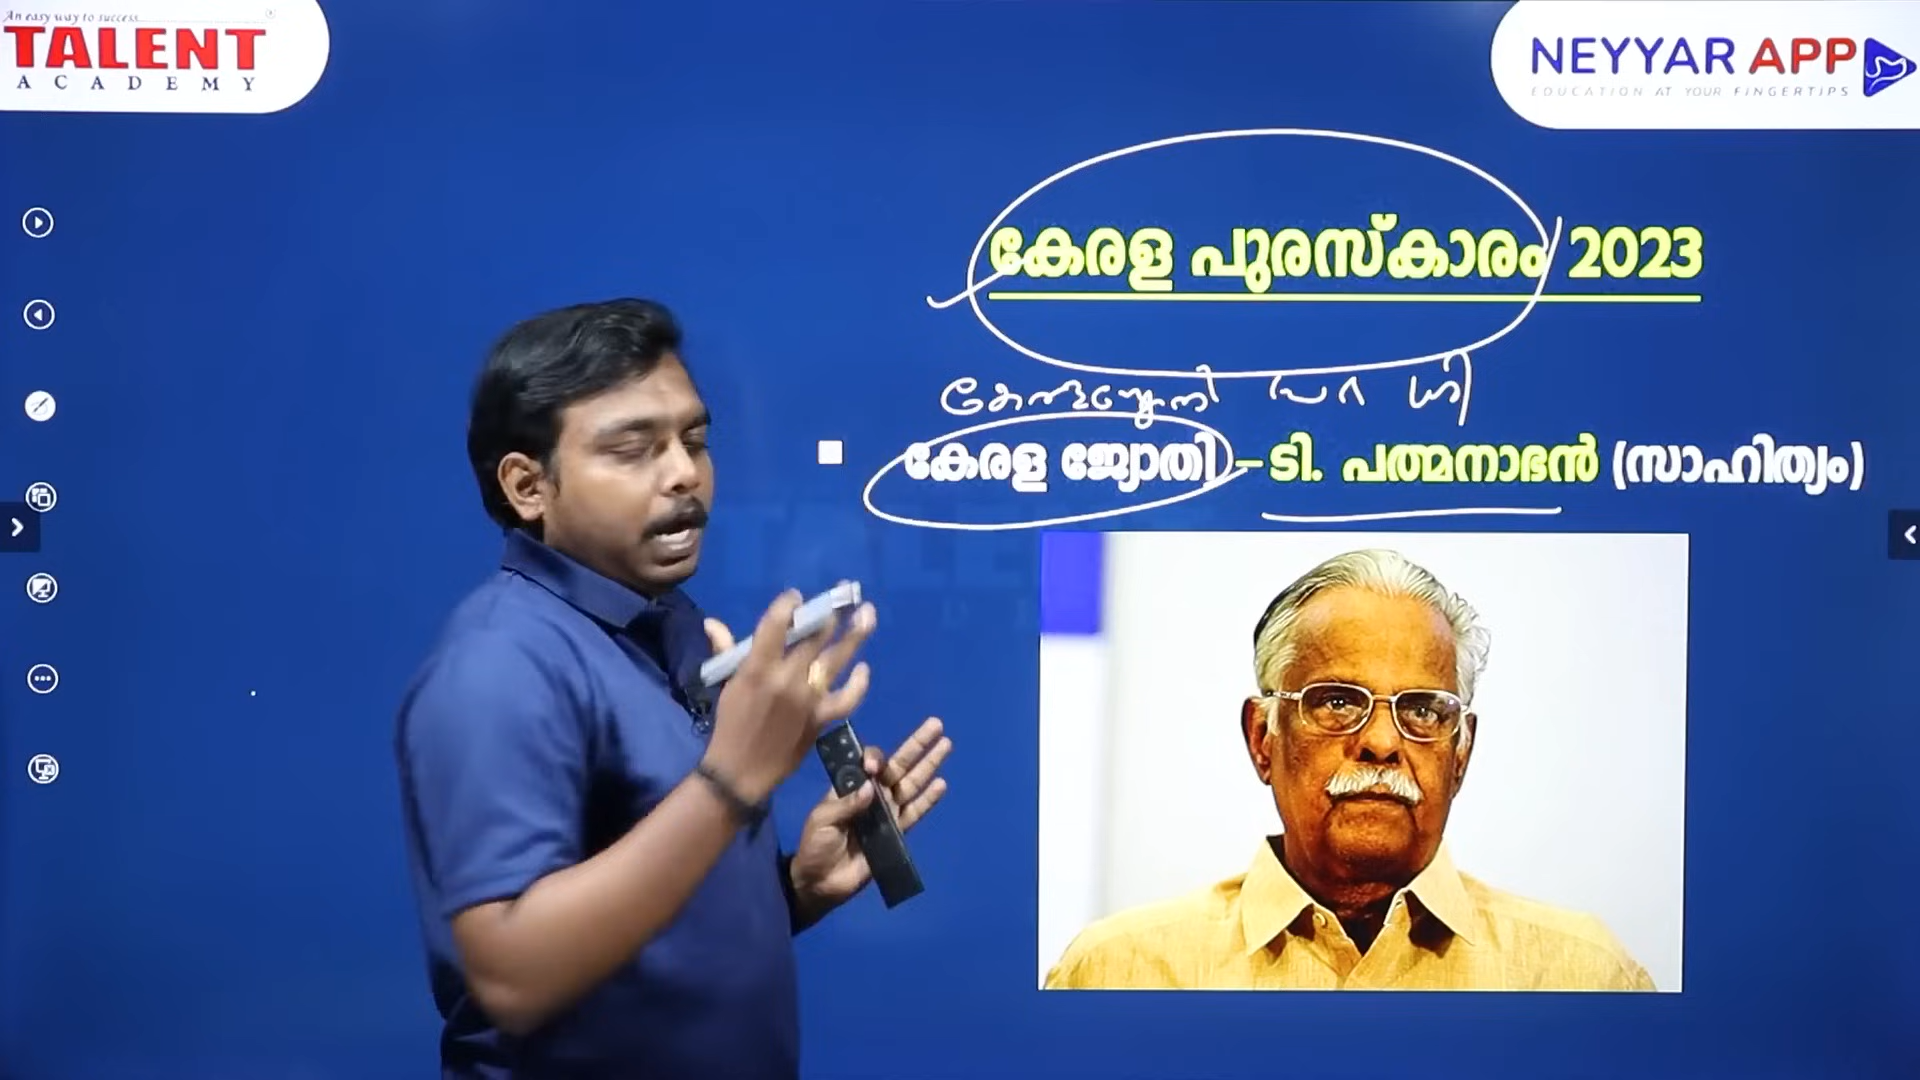 An easy way to success
TALENT
ACADEMY
NEYYAR APP
EDUCATION AT YOUR FINGERTIPS
കേരള പുരസ്കാരം 2023
കേരള ജ്യോതി – ടി. പത്മനാഭൻ (സാഹിത്യം)